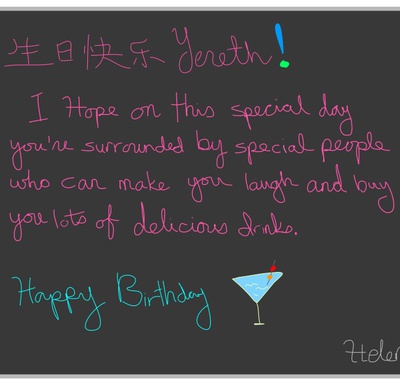 生日快乐 Yereth!
I Hope on this special day
you're surrounded by special people
who can make you laugh and buy
you lots of delicious drinks.
Happy Birthday